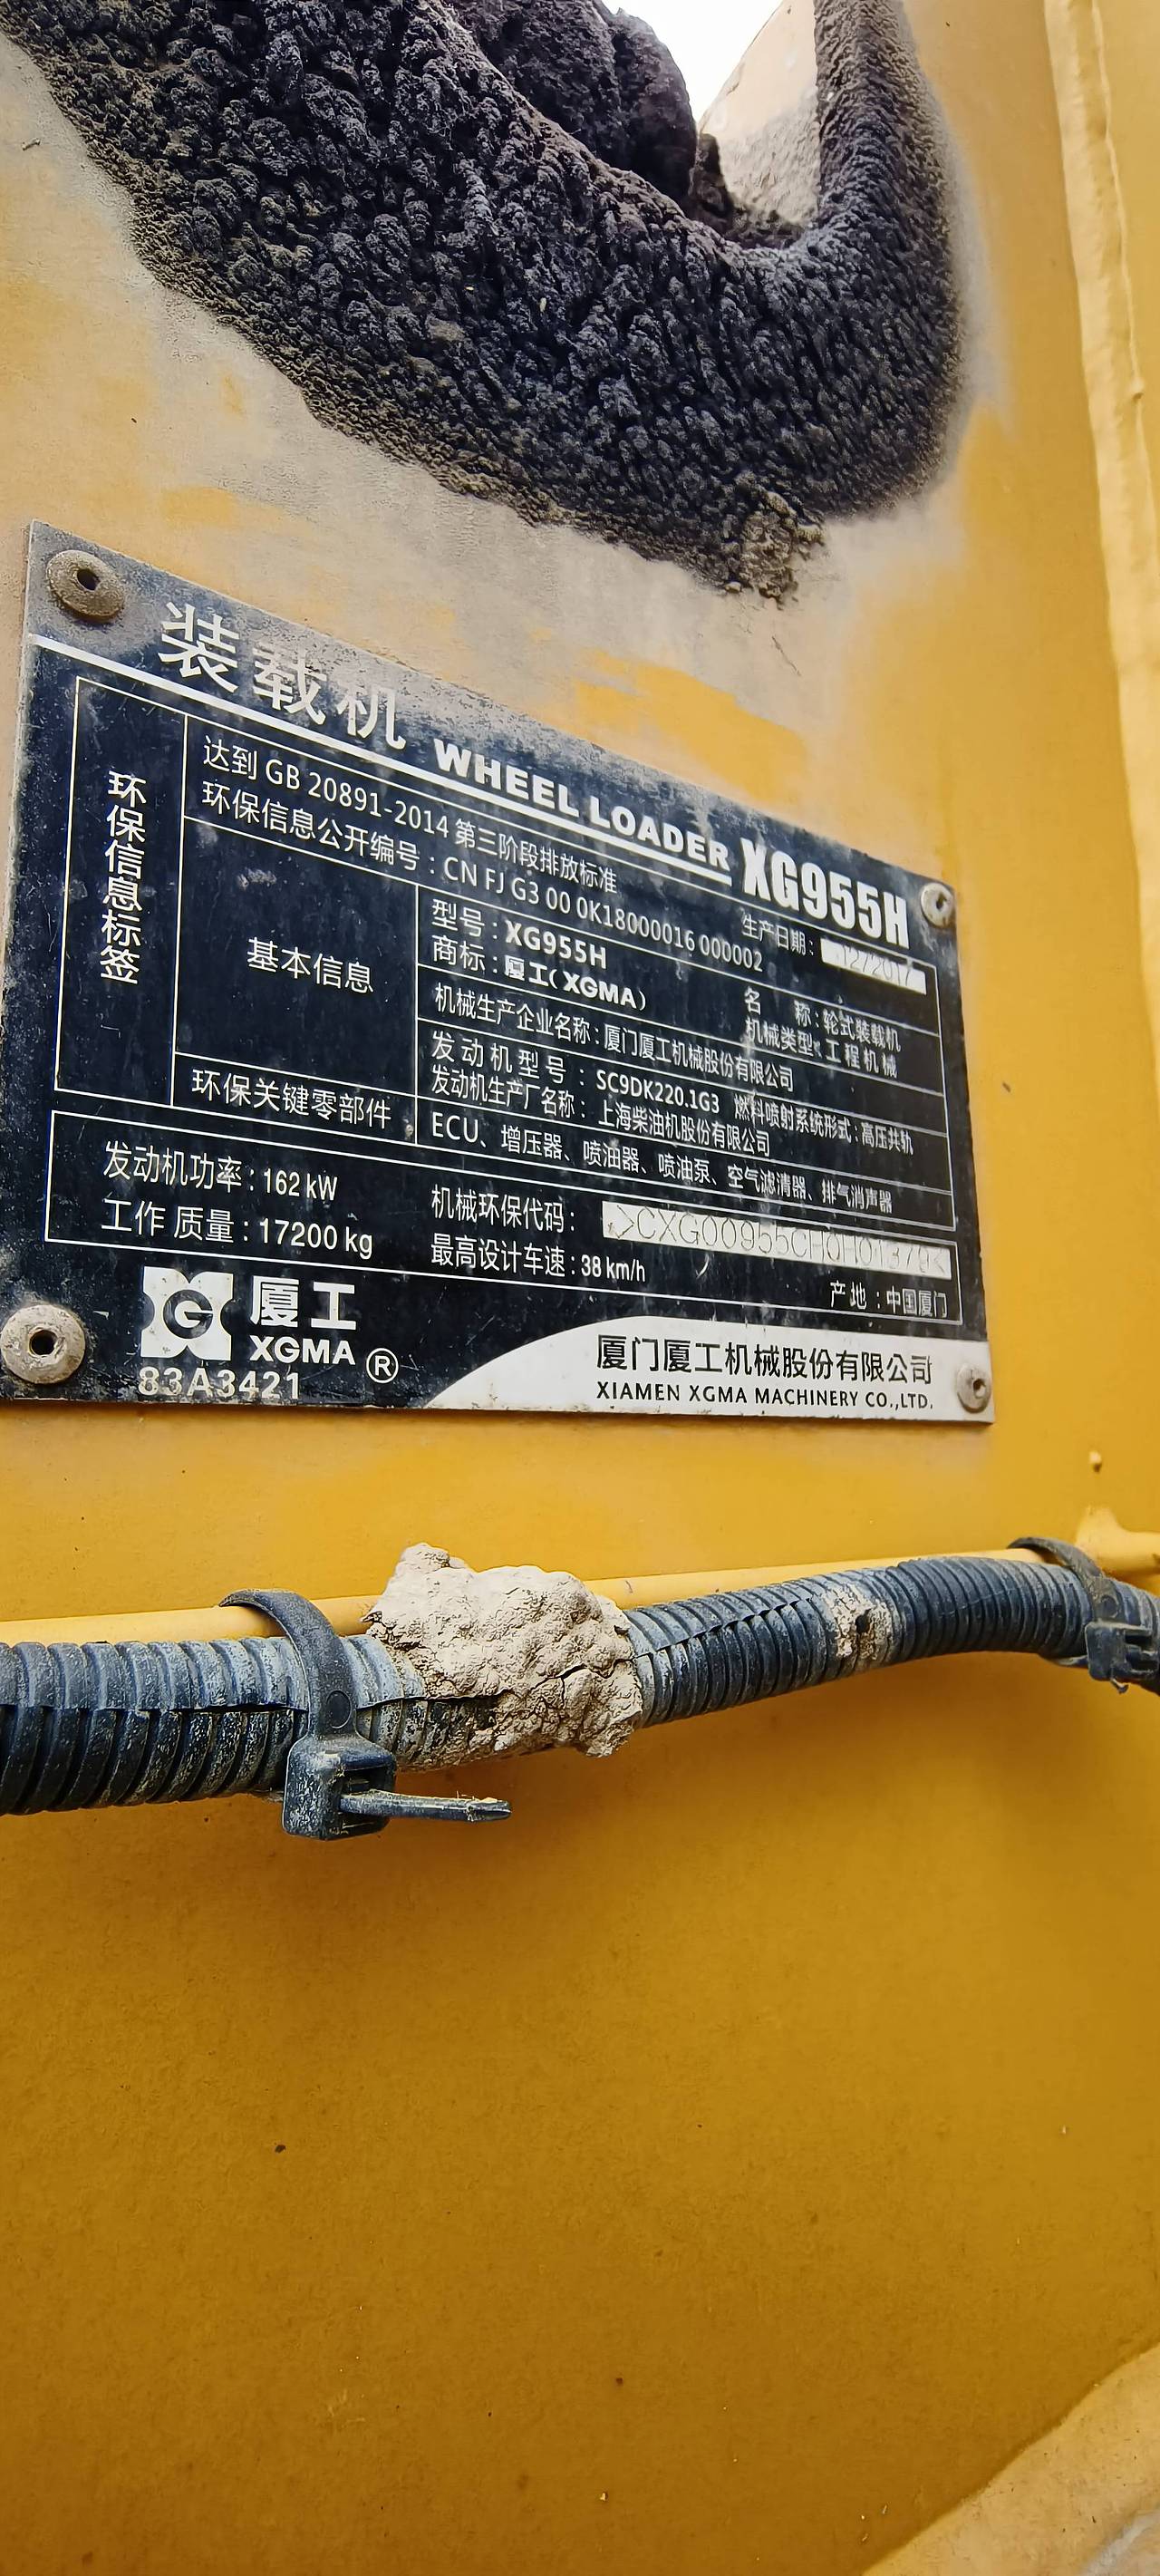 装载机 WHEEL LOADER XG955H
环保信息标签
达到 GB 20891-2014 第三阶段排放标准
生产日期: 12/2017
环保信息公开编号: CN FJ G3 00 0K18000016 000002
基本信息
型号: XG955H
名 称: 轮式装载机
商标: 厦工(XGMA)
机械类型: 工程机械
机械生产企业名称: 厦门厦工机械股份有限公司
发动机型号: SC9DK220.1G3 燃料喷射系统形式: 高压共轨
发动机生产厂名称: 上海柴油机股份有限公司
环保关键零部件
ECU、增压器、喷油器、喷油泵、空气滤清器、排气消声器
发动机功率: 162 kW
机械环保代码:
工作质量: 17200 kg
最高设计车速: 38 km/h
产地: 中国厦门
厦工
XGMA ®
83A3421
厦门厦工机械股份有限公司
XIAMEN XGMA MACHINERY CO.,LTD.